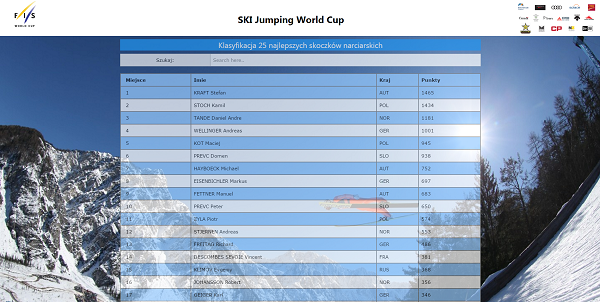 F I S
WORLD CUP
SKI Jumping World Cup
Klasyfikacja 25 najlepszych skoczków narciarskich
Szukaj: Search here..
Miejsce Imie Kraj Punkty
1 KRAFT Stefan AUT 1465
2 STOCH Kamil POL 1434
3 TANDE Daniel Andre NOR 1181
4 WELLINGER Andreas GER 1001
5 KOT Maciej POL 945
6 PREVC Domen SLO 938
7 HAYBOECK Michael AUT 752
8 EISENBICHLER Markus GER 697
9 FETTNER Manuel AUT 683
10 PREVC Peter SLO 650
11 ZYLA Piotr POL 574
12 STJERNEN Andreas NOR 553
13 FREITAG Richard GER 488
14 DESCOMBES SEVOIE Vincent FRA 381
15 KLIMOV Evgeniy RUS 368
16 JOHANSSON Robert NOR 356
17 GEIGER Karl GER 346